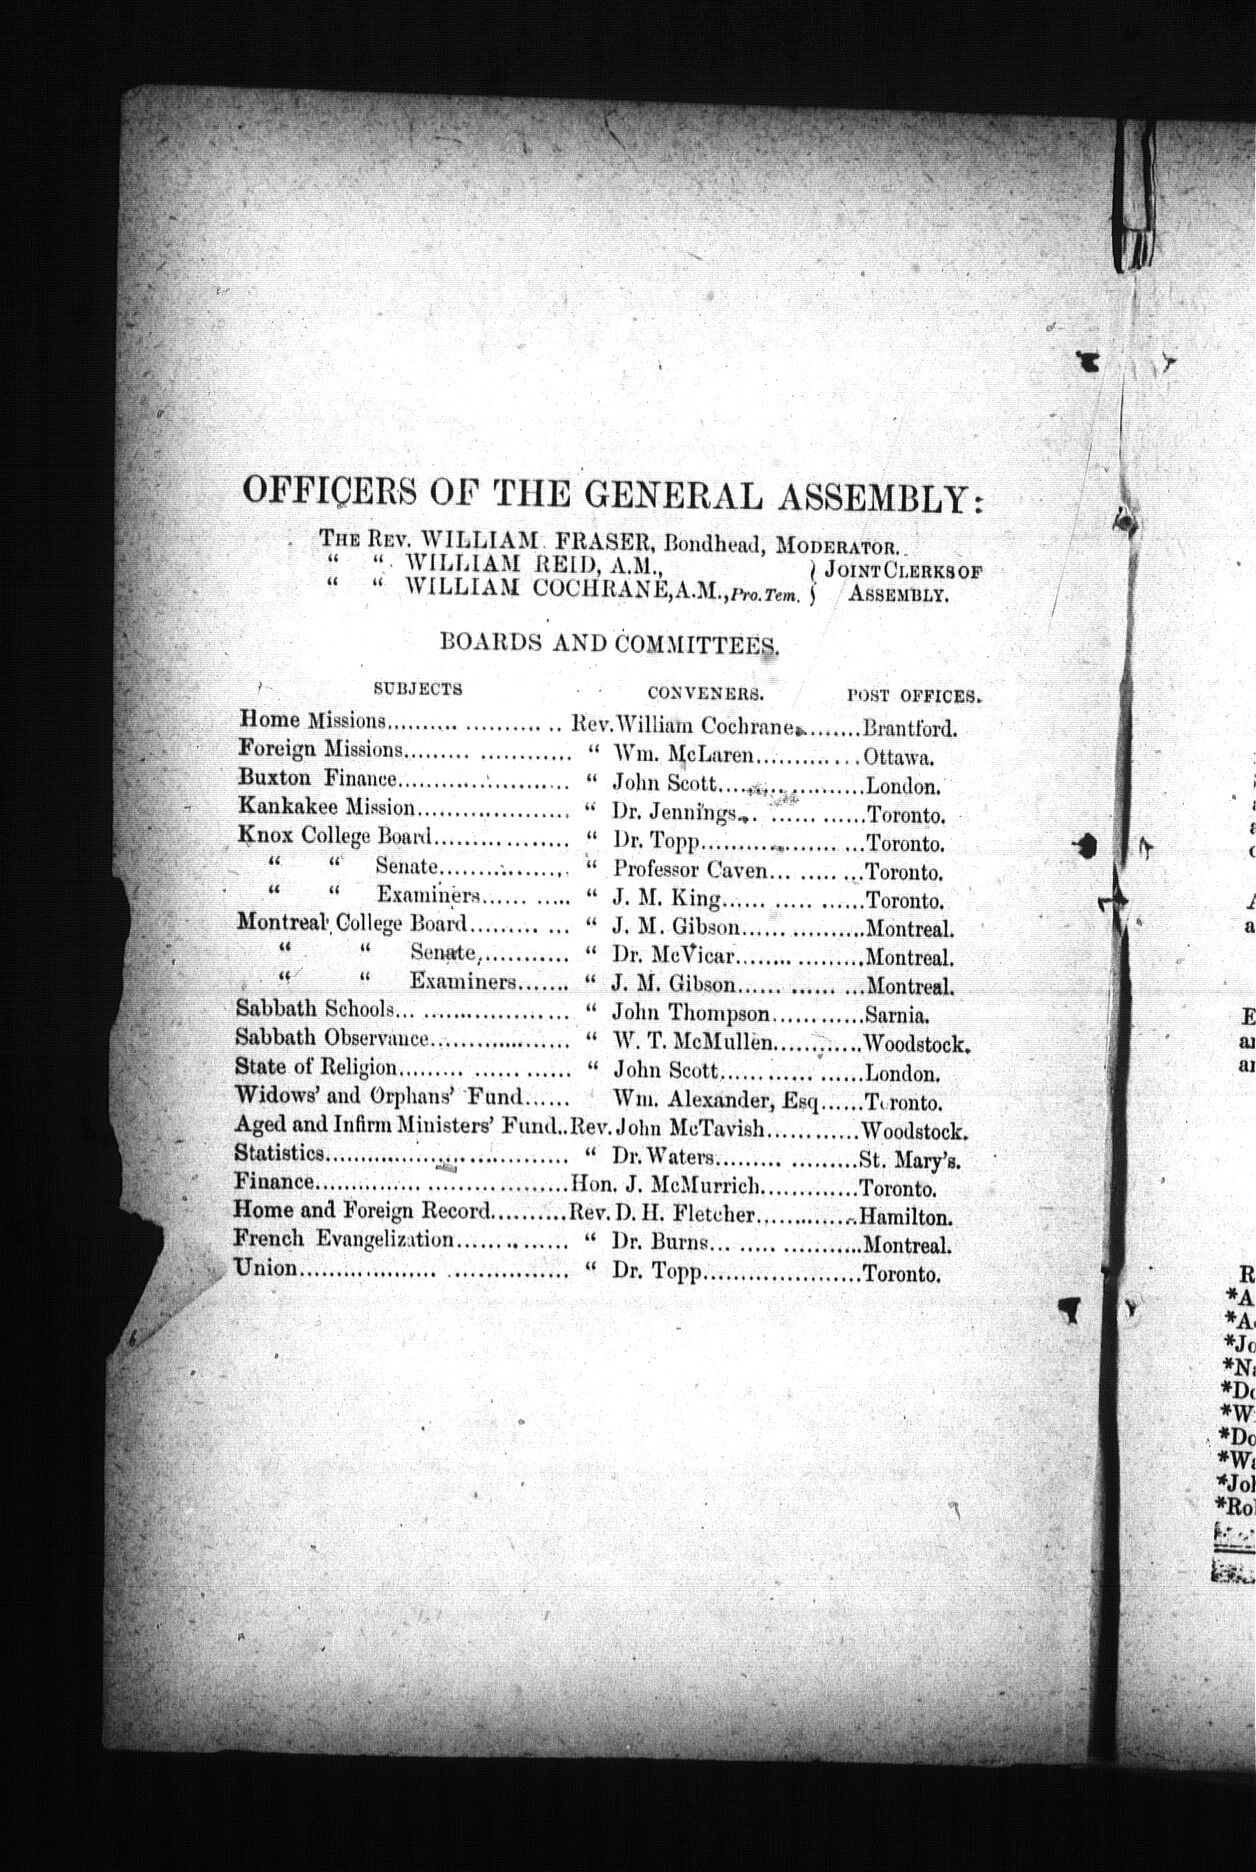 OFFICERS OF THE GENERAL ASSEMBLY:
THE REV. WILLIAM FRASER, Bondhead, MODERATOR.
“ “ WILLIAM REID, A.M., } JOINT CLERKS OF
“ “ WILLIAM COCHRANE, A.M., Pro. Tem. } ASSEMBLY.
BOARDS AND COMMITTEES.
SUBJECTS CONVENERS. POST OFFICES.
Home Missions.................... Rev. William Cochrane........Brantford.
Foreign Missions.................... “ Wm. McLaren............Ottawa.
Buxton Finance.................... “ John Scott....................London.
Kankakee Mission.................... “ Dr. Jennings................Toronto.
Knox College Board................ “ Dr. Topp....................Toronto.
“ “ Senate................ “ Professor Caven............Toronto.
“ “ Examiners............ “ J. M. King..................Toronto.
Montreal College Board............ “ J. M. Gibson................Montreal.
“ “ Senate............ “ Dr. McVicar................Montreal.
“ “ Examiners....... “ J. M. Gibson................Montreal.
Sabbath Schools.................... “ John Thompson............Sarnia.
Sabbath Observance................ “ W. T. McMullen............Woodstock.
State of Religion.................... “ John Scott....................London.
Widows' and Orphans' Fund...... Wm. Alexander, Esq......Toronto.
Aged and Infirm Ministers' Fund..Rev. John McTavish............Woodstock.
Statistics............................ “ Dr. Waters................St. Mary's.
Finance............................Hon. J. McMurrich............Toronto.
Home and Foreign Record..........Rev. D. H. Fletcher............Hamilton.
French Evangelization............ “ Dr. Burns....................Montreal.
Union............................ “ Dr. Topp....................Toronto.